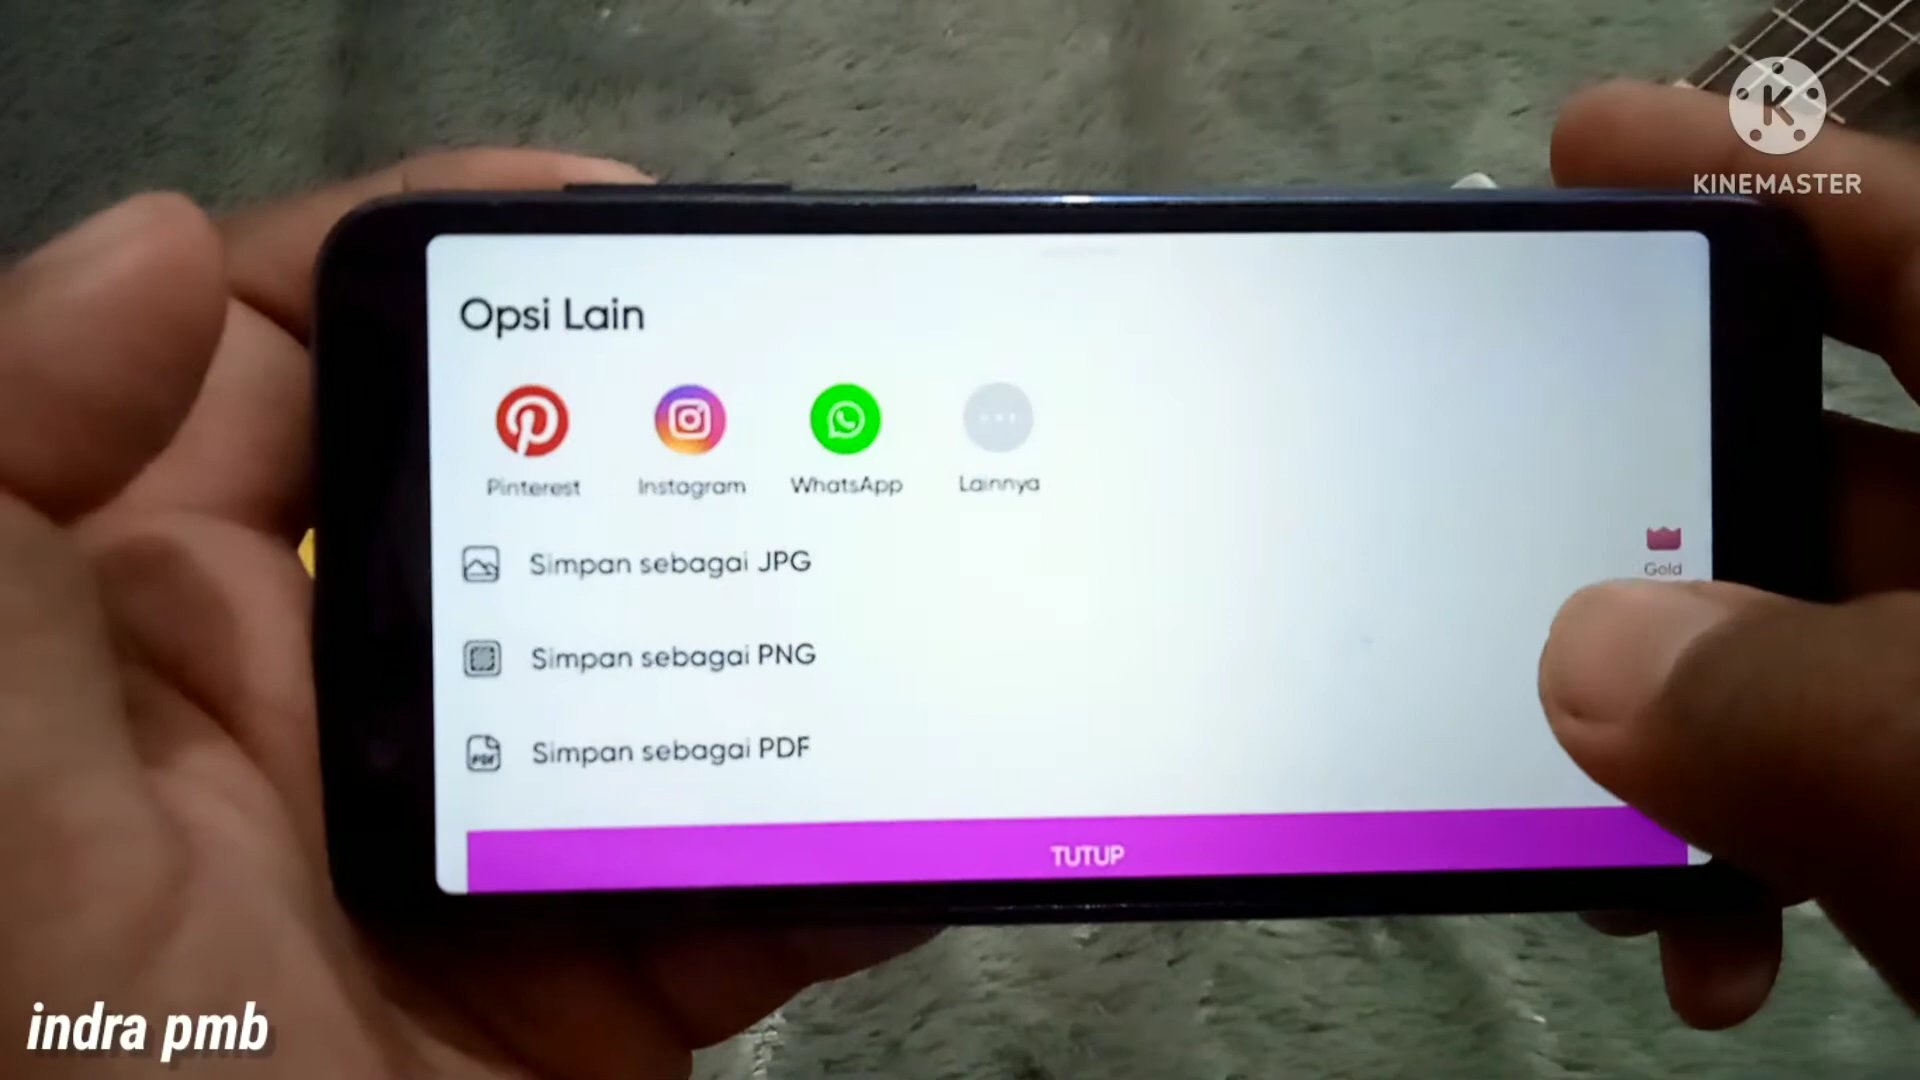 KINEMASTER
Opsi Lain
Pinterest
Instagram
WhatsApp
Lainnya
Simpan sebagai JPG
Gold
Simpan sebagai PNG
Simpan sebagai PDF
TUTUP
indra pmb